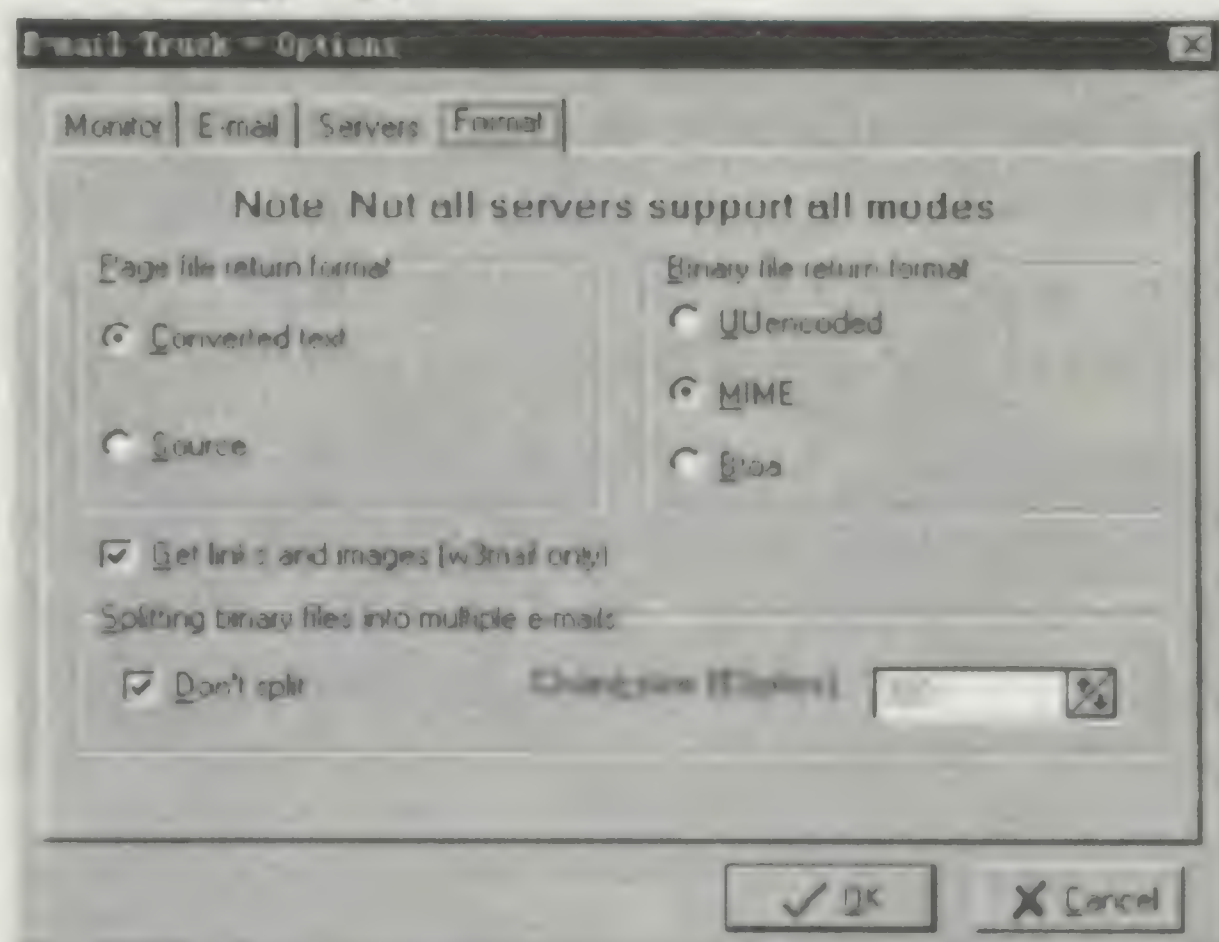 E-mail Truck - Options
Monitor E-mail Servers Format
Note Not all servers support all modes
Page file return format
Converted text
Source
Binary file return format
UUencoded
MIME
Btoa
Get links and images (w3mail only)
Splitting binary files into multiple e-mails
Don't split
OK Cancel